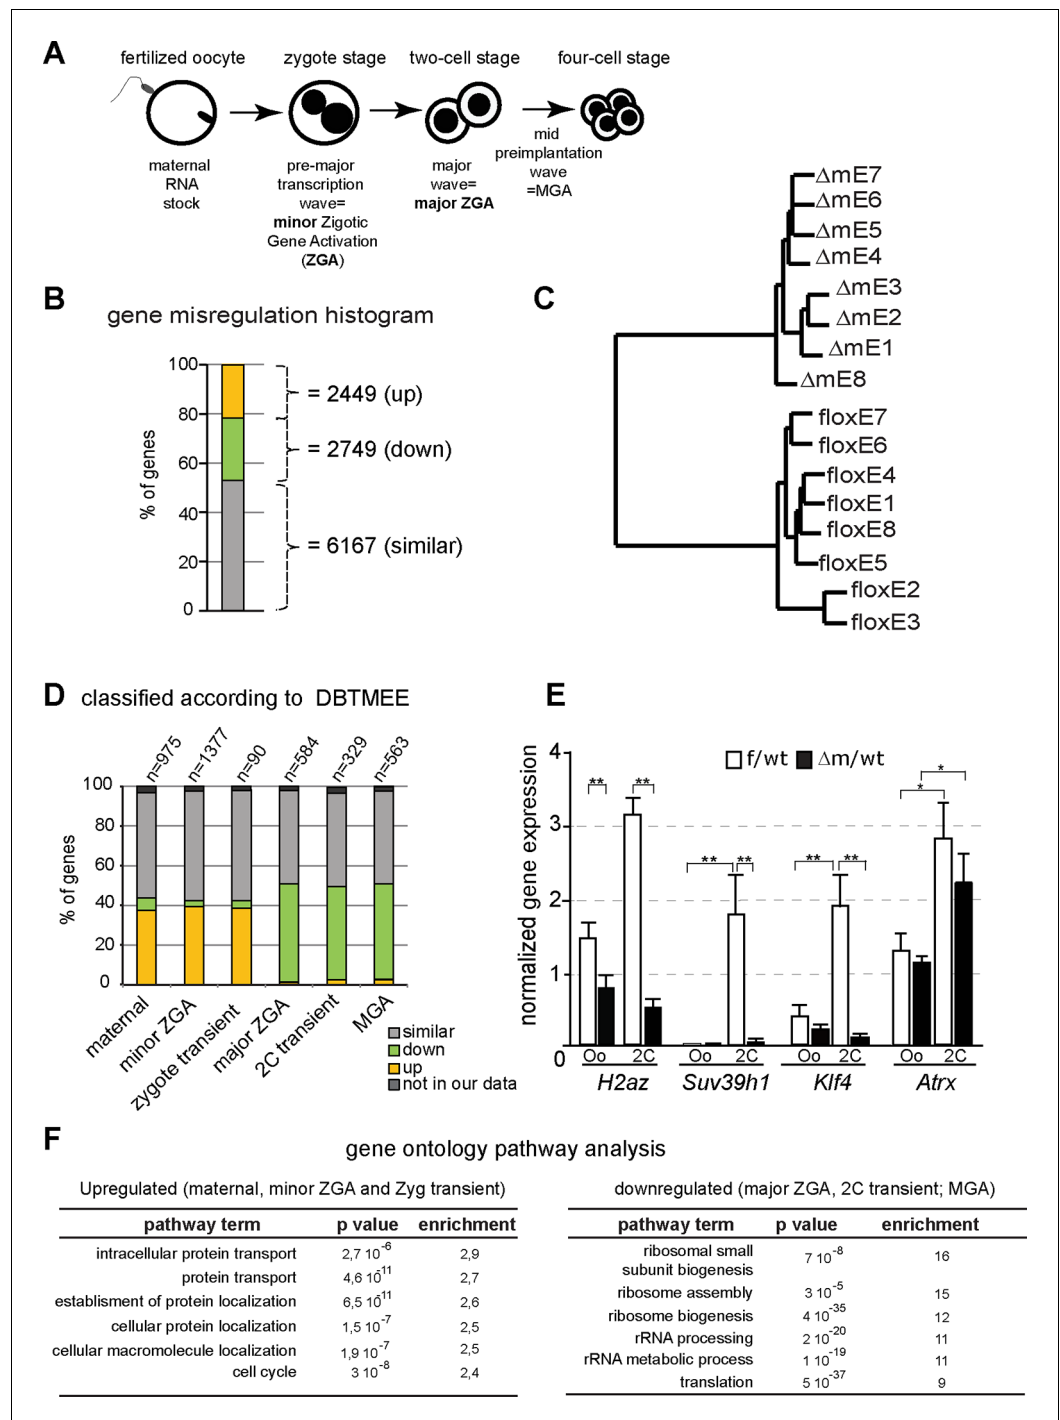 A
fertilized oocyte
zygote stage
two-cell stage
four-cell stage
maternal
RNA
stock
pre-major
transcription
wave=
minor Zigotic
Gene Activation
(ZGA)
major
wave=
major ZGA
mid
preimplantation
wave
=MGA
B
gene misregulation histogram
% of genes
100
80
60
40
20
0
= 2449 (up)
= 2749 (down)
= 6167 (similar)
C
∆mE7
∆mE6
∆mE5
∆mE4
∆mE3
∆mE2
∆mE1
∆mE8
floxE7
floxE6
floxE4
floxE1
floxE8
floxE5
floxE2
floxE3
D
classified according to DBTMEE
n=975
n=1377
n=90
n=584
n=329
n=563
% of genes
100
80
60
40
20
0
maternal
minor ZGA
zygote transient
major ZGA
2C transient
MGA
similar
down
up
not in our data
E
normalized gene expression
4
3
2
1
0
f/wt
∆m/wt
** ** ** ** ** ** * *
Oo 2C Oo 2C Oo 2C Oo 2C
H2az Suv39h1 Klf4 Atrx
F
gene ontology pathway analysis
Upregulated (maternal, minor ZGA and Zyg transient)
pathway term p value enrichment
intracellular protein transport 2,7 10-6 2,9
protein transport 4,6 10-11 2,7
establisment of protein localization 6,5 10-11 2,6
cellular protein localization 1,5 10-7 2,5
cellular macromolecule localization 1,9 10-7 2,5
cell cycle 3 10-8 2,4
downregulated (major ZGA, 2C transient; MGA)
pathway term p value enrichment
ribosomal small
subunit biogenesis 7 10-8 16
ribosome assembly 3 10-5 15
ribosome biogenesis 4 10-35 12
rRNA processing 2 10-20 11
rRNA metabolic process 1 10-19 11
translation 5 10-37 9